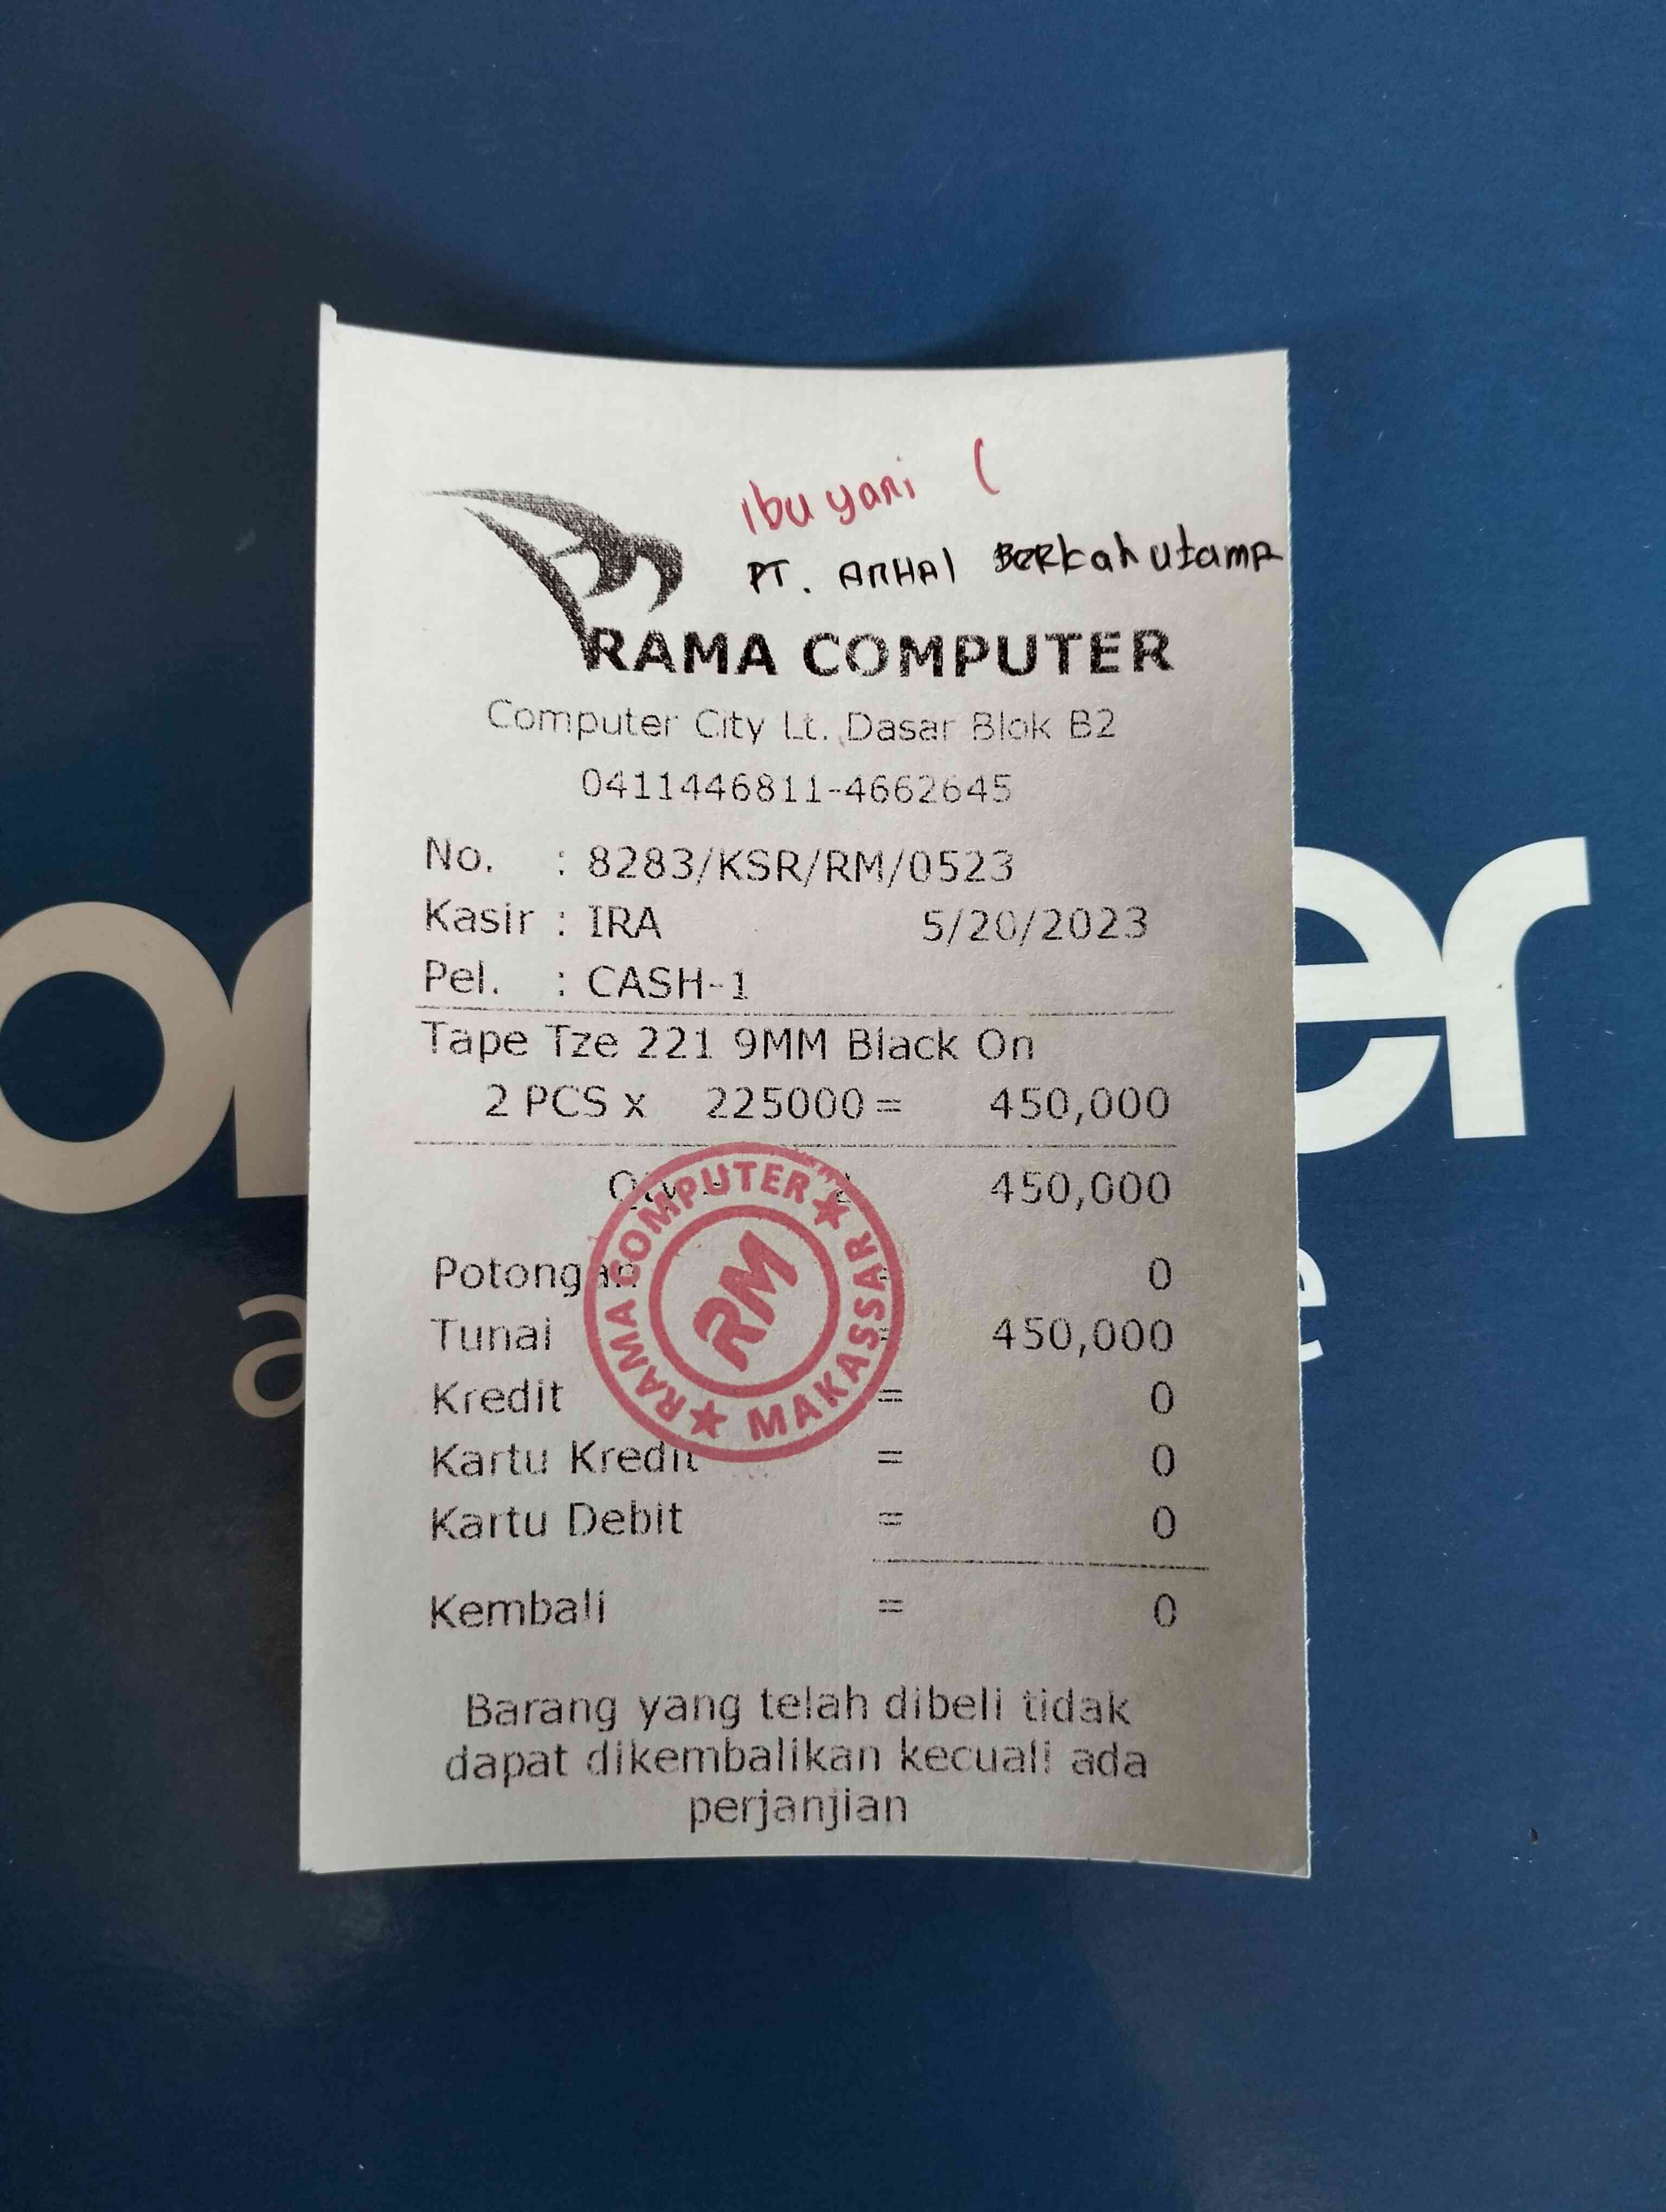 Ibu yani (
PT. ANHAI Berkah utama
RAMA COMPUTER
Computer City Lt. Dasar Blok B2
0411446811-4662645
No. : 8283/KSR/RM/0523
Kasir : IRA 5/20/2023
Pel. : CASH-1
Tape Tze 221 9MM Black On
2 PCS x 225000 = 450,000
450,000
Potongan 0
Tunai = 450,000
Kredit = 0
Kartu Kredit = 0
Kartu Debit = 0
Kembali = 0
RAMA COMPUTER ★ MAKASSAR ★
RM
Barang yang telah dibeli tidak
dapat dikembalikan kecuali ada
perjanjian